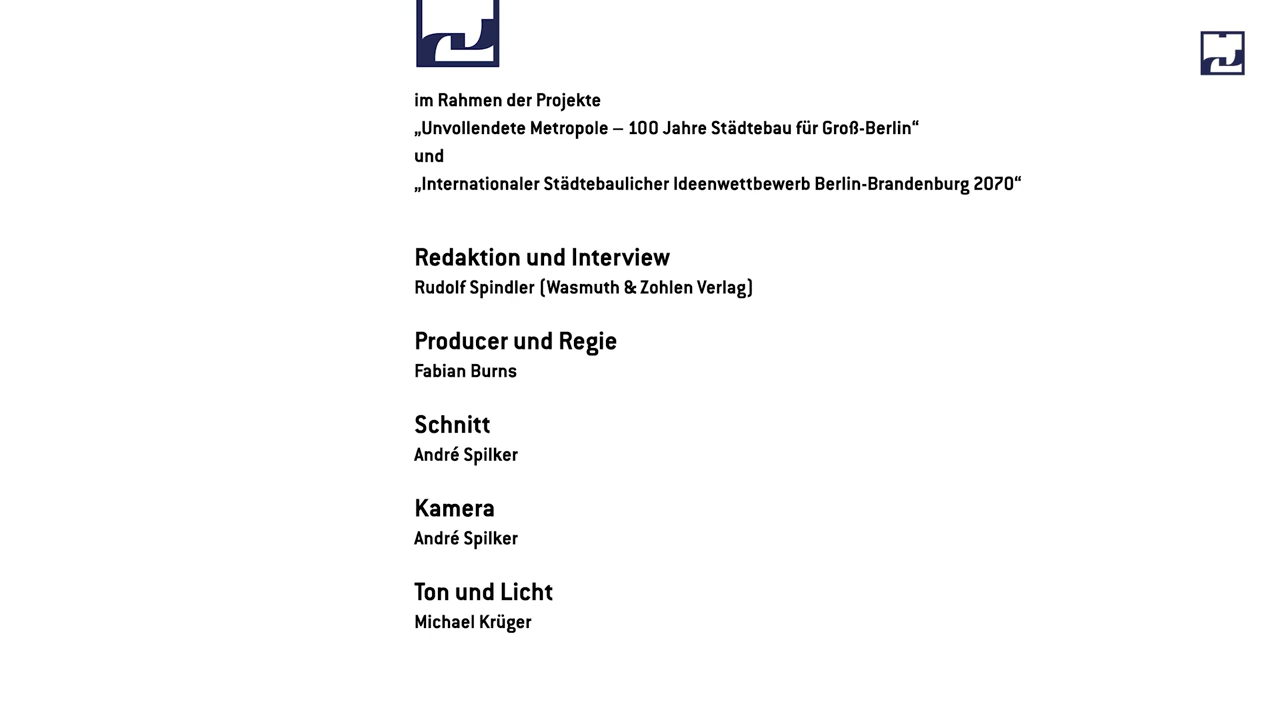 im Rahmen der Projekte
„Unvollendete Metropole – 100 Jahre Städtebau für Groß-Berlin“
und
„Internationaler Städtebaulicher Ideenwettbewerb Berlin-Brandenburg 2070“
Redaktion und Interview
Rudolf Spindler (Wasmuth & Zohlen Verlag)
Producer und Regie
Fabian Burns
Schnitt
André Spilker
Kamera
André Spilker
Ton und Licht
Michael Krüger